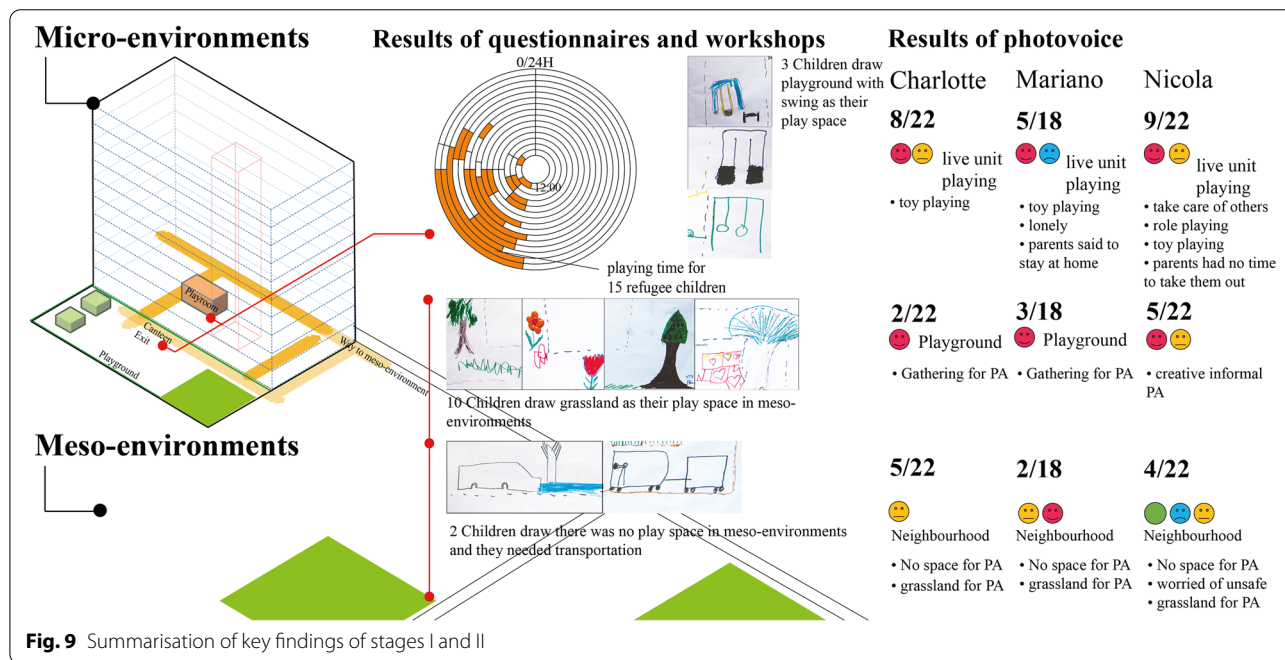 Micro-environments
Playroom
Canteen
Exit
Playground
Way to meso-environment
Meso-environments
Results of questionnaires and workshops
0/24H
12:00
3 Children draw
playground with
swing as their
play space
playing time for
15 refugee children
10 Children draw grassland as their play space in meso-
environments
2 Children draw there was no play space in meso-environments
and they needed transportation
Results of photovoice
Charlotte
8/22
live unit
playing
• toy playing
2/22
Playground
• Gathering for PA
5/22
Neighbourhood
• No space for PA
• grassland for PA
Mariano
5/18
live unit
playing
• toy playing
• lonely
• parents said to
stay at home
3/18
Playground
• Gathering for PA
2/18
Neighbourhood
• No space for PA
• grassland for PA
Nicola
9/22
live unit
playing
• take care of others
• role playing
• toy playing
• parents had no time
to take them out
5/22
• creative informal
PA
4/22
Neighbourhood
• No space for PA
• worried of unsafe
• grassland for PA
Fig. 9 Summarisation of key findings of stages I and II